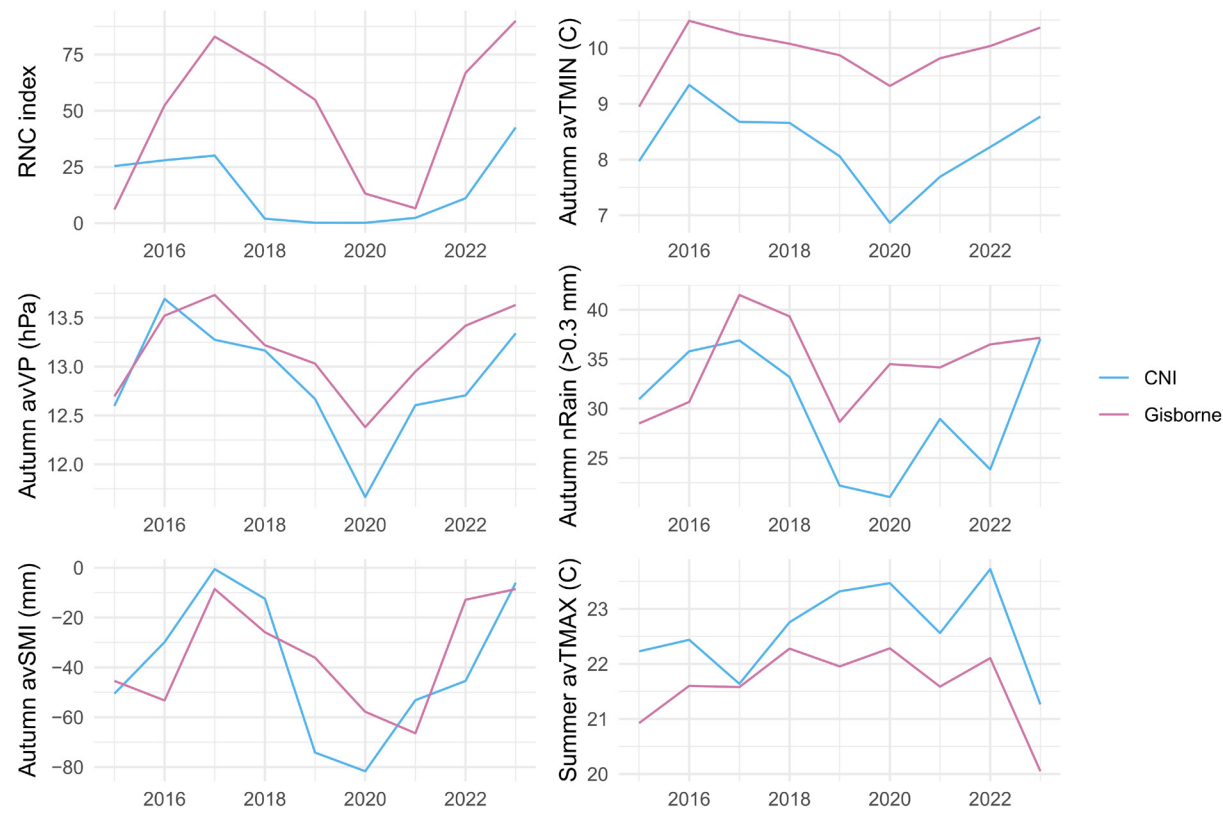 RNC index
75
50
25
0
2016 2018 2020 2022
Autumn avTMIN (C)
10
9
8
7
2016 2018 2020 2022
Autumn avVP (hPa)
13.5
13.0
12.5
12.0
2016 2018 2020 2022
Autumn nRain (>0.3 mm)
40
35
30
25
2016 2018 2020 2022
CNI
Gisborne
Autumn avSMI (mm)
0
−20
−40
−60
−80
2016 2018 2020 2022
Summer avTMAX (C)
23
22
21
20
2016 2018 2020 2022